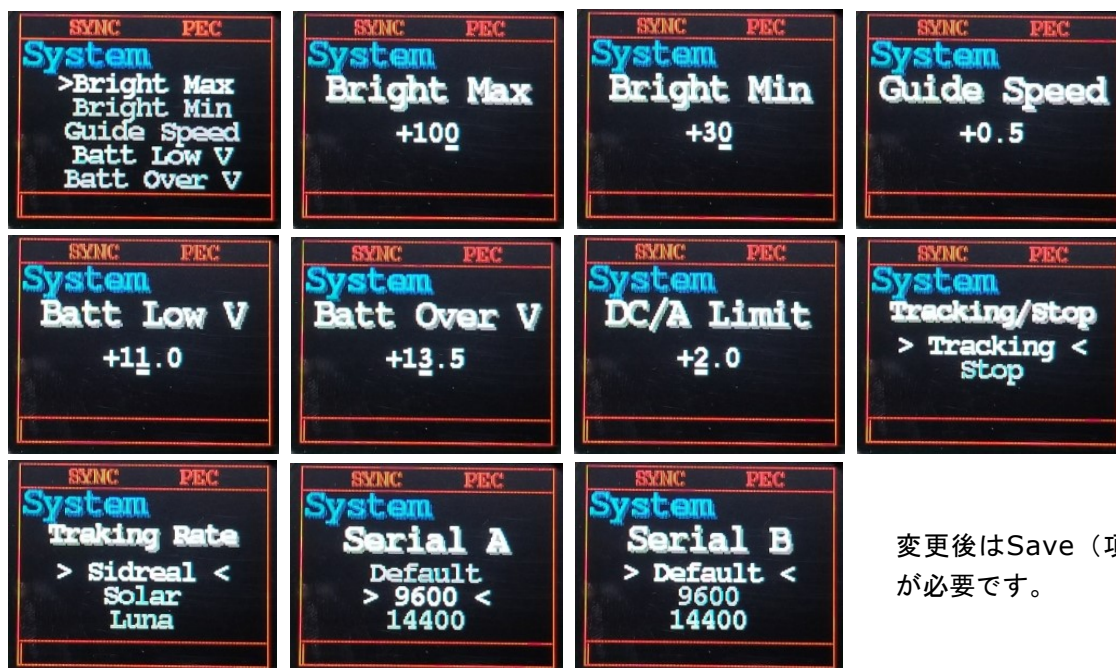 SYNC PEC
System
>Bright Max
Bright Min
Guide Speed
Batt Low V
Batt Over V
SYNC PEC
System
Bright Max
+100
SYNC PEC
System
Bright Min
+30
SYNC PEC
System
Guide Speed
+0.5
SYNC PEC
System
Batt Low V
+11.0
SYNC PEC
System
Batt Over V
+13.5
SYNC PEC
System
DC/A Limit
+2.0
SYNC PEC
System
Tracking/Stop
> Tracking <
Stop
SYNC PEC
System
Traking Rate
> Sidreal <
Solar
Luna
SYNC PEC
System
Serial A
Default
> 9600 <
14400
SYNC PEC
System
Serial B
> Default <
9600
14400
変更後はSave（項
が必要です。